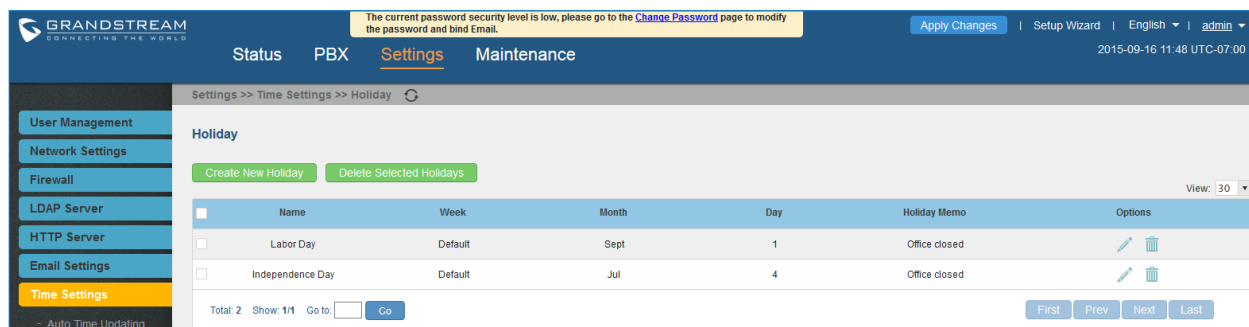 GRANDSTREAM
CONNECTING THE WORLD
The current password security level is low, please go to the Change Password page to modify
the password and bind Email.
Apply Changes | Setup Wizard | English | admin
2015-09-16 11:48 UTC-07:00
Status PBX Settings Maintenance
Settings >> Time Settings >> Holiday
User Management
Network Settings
Firewall
LDAP Server
HTTP Server
Email Settings
Time Settings
- Auto Time Updating
Holiday
Create New Holiday Delete Selected Holidays
View: 30
Name Week Month Day Holiday Memo Options
Labor Day Default Sept 1 Office closed
Independence Day Default Jul 4 Office closed
Total: 2 Show: 1/1 Go to: Go
First Prev Next Last